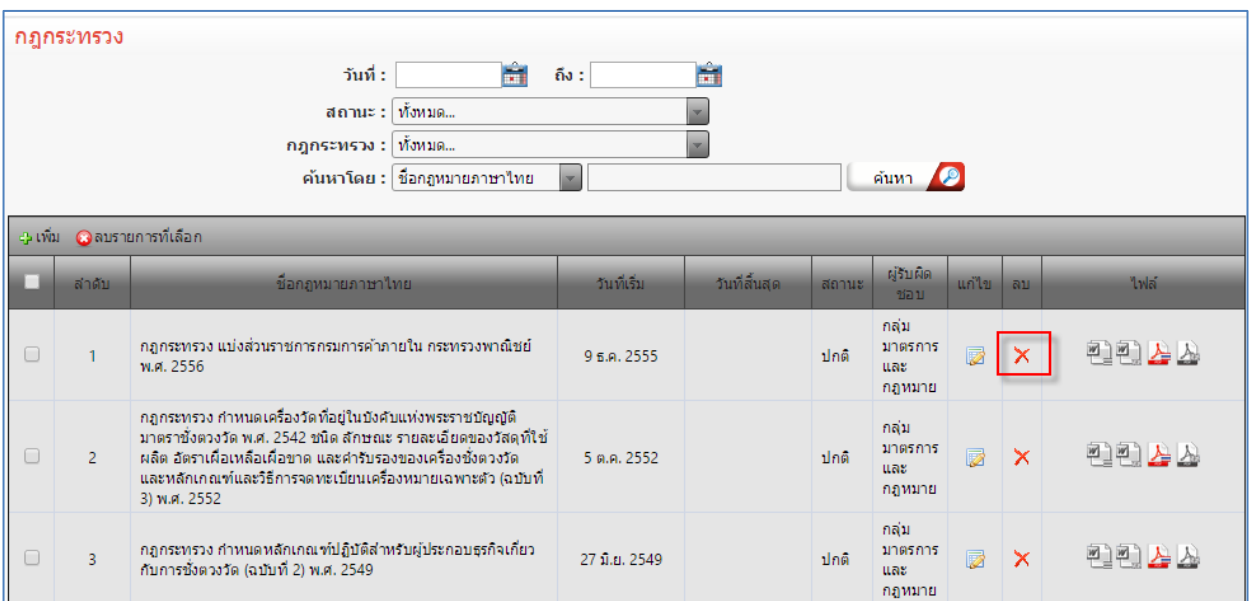 กฎกระทรวง
วันที่ : ถึง :
สถานะ : ทั้งหมด...
กฎกระทรวง : ทั้งหมด...
ค้นหาโดย : ชื่อกฎหมายภาษาไทย ค้นหา
เพิ่ม ลบรายการที่เลือก
ลำดับ ชื่อกฎหมายภาษาไทย วันที่เริ่ม วันที่สิ้นสุด สถานะ ผู้รับผิด
ชอบ แก้ไข ลบ ไฟล์
1 กฎกระทรวง แบ่งส่วนราชการกรมการค้าภายใน กระทรวงพาณิชย์
พ.ศ. 2556 9 ธ.ค. 2555 ปกติ กลุ่ม
มาตรการ
และ
กฎหมาย
2 กฎกระทรวง กำหนดเครื่องวัดที่อยู่ในบังคับแห่งพระราชบัญญัติ
มาตราชั่งตวงวัด พ.ศ. 2542 ชนิด ลักษณะ รายละเอียดของวัสดุที่ใช้
ผลิต อัตราเผื่อเหลือเผื่อขาด และคำรับรองของเครื่องชั่งตวงวัด
และหลักเกณฑ์และวิธีการจดทะเบียนเครื่องหมายเฉพาะตัว (ฉบับที่
3) พ.ศ. 2552 5 ต.ค. 2552 ปกติ กลุ่ม
มาตรการ
และ
กฎหมาย
3 กฎกระทรวง กำหนดหลักเกณฑ์ปฏิบัติสำหรับผู้ประกอบธุรกิจเกี่ยว
กับการชั่งตวงวัด (ฉบับที่ 2) พ.ศ. 2549 27 มิ.ย. 2549 ปกติ กลุ่ม
มาตรการ
และ
กฎหมาย